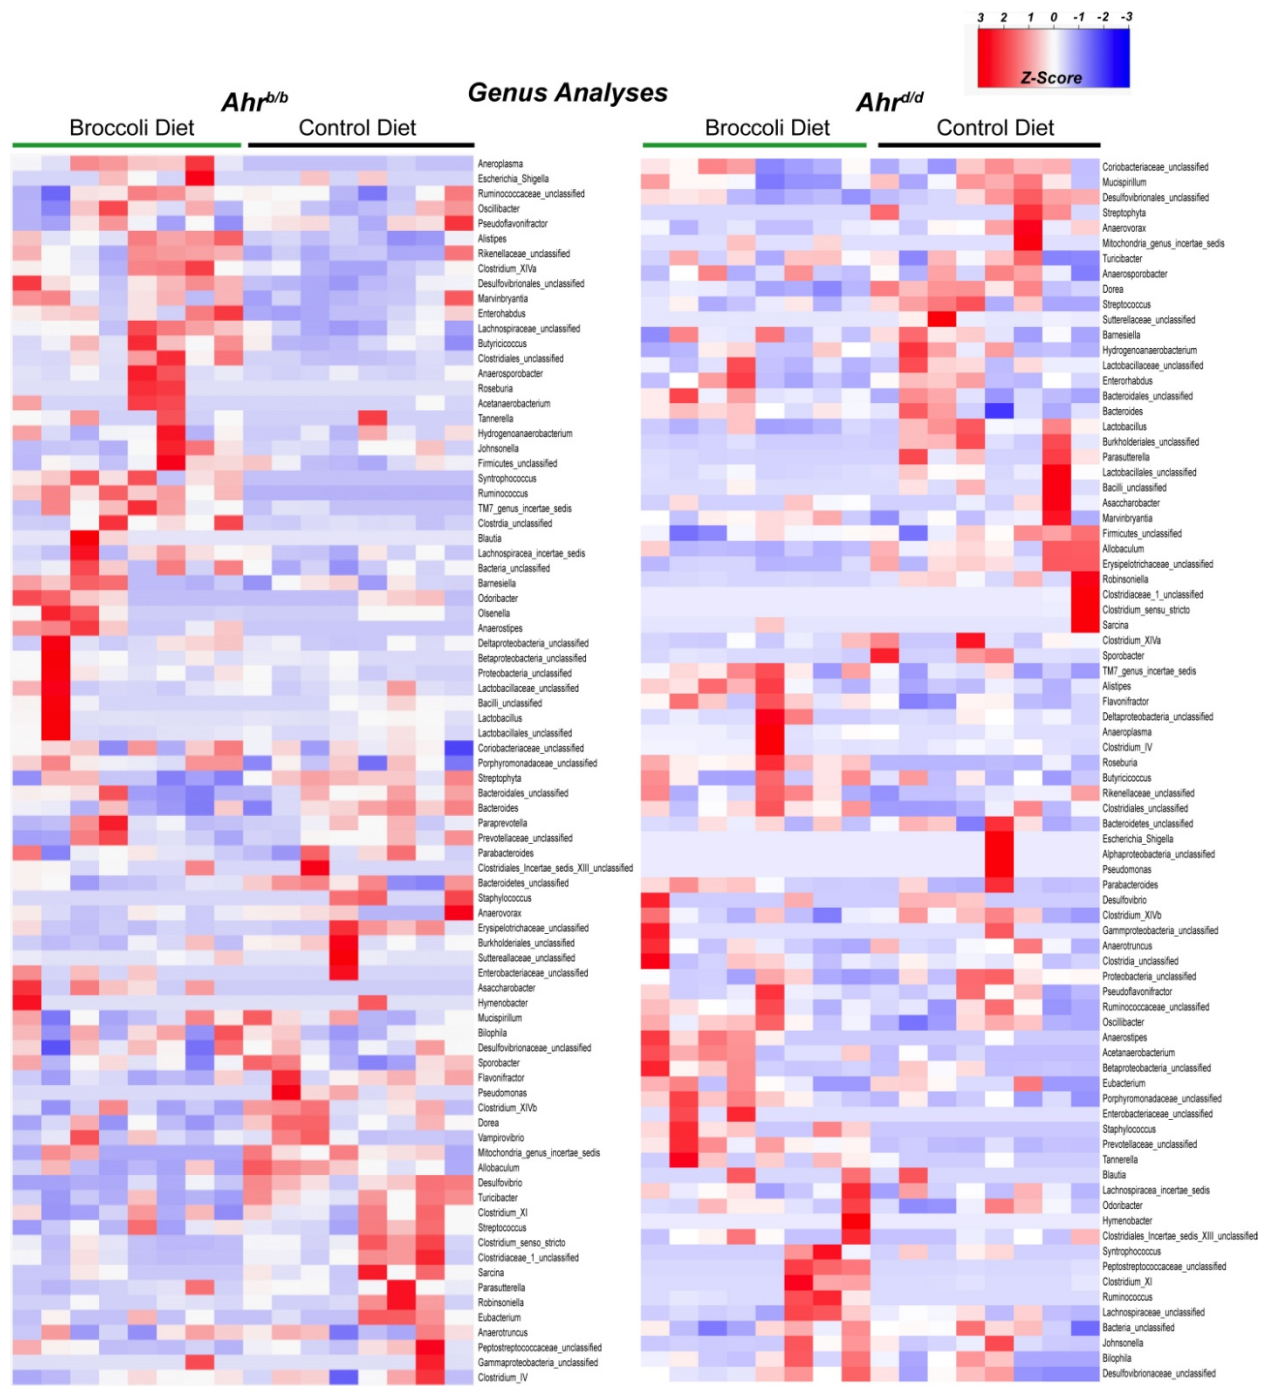 3 2 1 0 -1 -2 -3
Z-Score
Genus Analyses
Ahrb/b
Broccoli Diet
Control Diet
Aneroplasma
Escherichia_Shigella
Ruminococcaceae_unclassified
Oscillibacter
Pseudoflavonifractor
Alistipes
Rikenellaceae_unclassified
Clostridium_XIVa
Desulfovibrionales_unclassified
Marvinbryantia
Enterohabdus
Lachnospiraceae_unclassified
Butyricicoccus
Clostridiales_unclassified
Anaerosporobacter
Roseburia
Acetanaerobacterium
Tannerella
Hydrogenoanaerobacterium
Johnsonella
Firmicutes_unclassified
Syntrophococcus
Ruminococcus
TM7_genus_incertae_sedis
Clostrdia_unclassified
Blautia
Lachnospiracea_incertae_sedis
Bacteria_unclassified
Barnesiella
Odoribacter
Olsenella
Anaerostipes
Deltaproteobacteria_unclassified
Betaproteobacteria_unclassified
Proteobacteria_unclassified
Lactobacillaceae_unclassified
Bacilli_unclassified
Lactobacillus
Lactobacillales_unclassified
Coriobacteriaceae_unclassified
Porphyromonadaceae_unclassified
Streptophyta
Bacteroidales_unclassified
Bacteroides
Paraprevotella
Prevotellaceae_unclassified
Parabacteroides
Clostridiales_Incertae_sedis_XIII_unclassified
Bacteroidetes_unclassified
Staphylococcus
Anaerovorax
Erysipelotrichaceae_unclassified
Burkholderiales_unclassified
Suttereallaceae_unclassified
Enterobacteriaceae_unclassified
Asaccharobacter
Hymenobacter
Mucispirillum
Bilophila
Desulfovibrionaceae_unclassified
Sporobacter
Flavonifractor
Pseudomonas
Clostridium_XIVb
Dorea
Vampirovibrio
Mitochondria_genus_incertae_sedis
Allobaculum
Desulfovibrio
Turicibacter
Clostridium_XI
Streptococcus
Clostridium_senso_stricto
Clostridiaceae_1_unclassified
Sarcina
Parasutterella
Robinsoniella
Eubacterium
Anaerotruncus
Peptostreptococcaceae_unclassified
Gammaproteobacteria_unclassified
Clostridium_IV
Ahrd/d
Broccoli Diet
Control Diet
Coriobacteriaceae_unclassified
Mucispirillum
Desulfovibrionales_unclassified
Streptophyta
Anaerovorax
Mitochondria_genus_incertae_sedis
Turicibacter
Anaerosporobacter
Dorea
Streptococcus
Sutterellaceae_unclassified
Barnesiella
Hydrogenoanaerobacterium
Lactobacillaceae_unclassified
Enterorhabdus
Bacteroidales_unclassified
Bacteroides
Lactobacillus
Burkholderiales_unclassified
Parasutterella
Lactobacillales_unclassified
Bacilli_unclassified
Asaccharobacter
Marvinbryantia
Firmicutes_unclassified
Allobaculum
Erysipelotrichaceae_unclassified
Robinsoniella
Clostridiaceae_1_unclassified
Clostridium_sensu_stricto
Sarcina
Clostridium_XIVa
Sporobacter
TM7_genus_incertae_sedis
Alistipes
Flavonifractor
Deltaproteobacteria_unclassified
Anaeroplasma
Clostridium_IV
Roseburia
Butyricicoccus
Rikenellaceae_unclassified
Clostridiales_unclassified
Bacteroidetes_unclassified
Escherichia_Shigella
Alphaproteobacteria_unclassified
Pseudomonas
Parabacteroides
Desulfovibrio
Clostridium_XIVb
Gammproteobacteria_unclassified
Anaerotruncus
Clostridia_unclassified
Proteobacteria_unclassified
Pseudoflavonifractor
Ruminococcaceae_unclassified
Oscillibacter
Anaerostipes
Acetanaerobacterium
Betaproteobacteria_unclassified
Eubacterium
Porphyromonadaceae_unclassified
Enterobacteriaceae_unclassified
Staphylococcus
Prevotellaceae_unclassified
Tannerella
Blautia
Lachnospiracea_incertae_sedis
Odoribacter
Hymenobacter
Clostridiales_Incertae_sedis_XIII_unclassified
Syntrophococcus
Peptostreptococcaceae_unclassified
Clostridium_XI
Ruminococcus
Lachnospiraceae_unclassified
Bacteria_unclassified
Johnsonella
Bilophila
Desulfovibrionaceae_unclassified